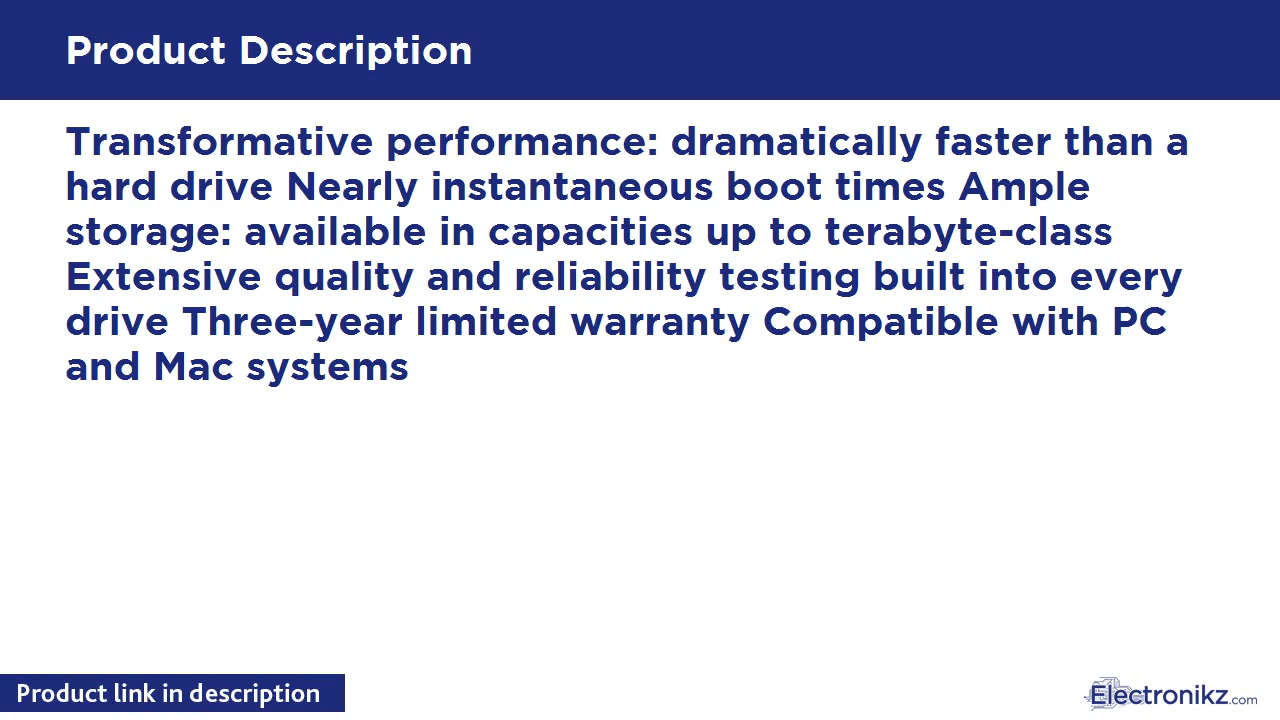 Product Description
Transformative performance: dramatically faster than a
hard drive Nearly instantaneous boot times Ample
storage: available in capacities up to terabyte-class
Extensive quality and reliability testing built into every
drive Three-year limited warranty Compatible with PC
and Mac systems
Product link in description
Electronikz.com